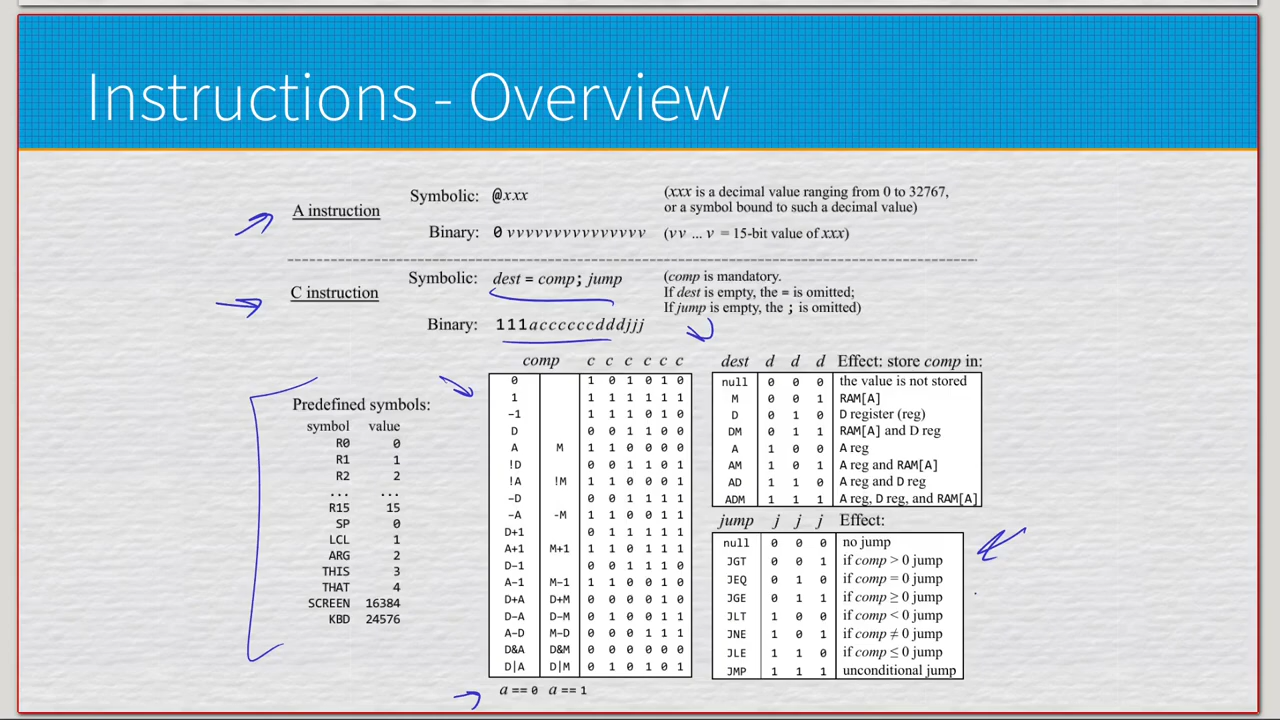 Instructions - Overview
A instruction
Symbolic: @xxx (xxx is a decimal value ranging from 0 to 32767,
or a symbol bound to such a decimal value)
Binary: 0 v v v v v v v v v v v v v v v (vv ... v = 15-bit value of xxx)
C instruction
Symbolic: dest = comp; jump (comp is mandatory.
If dest is empty, the = is omitted;
If jump is empty, the ; is omitted)
Binary: 111accccccdddjjj
Predefined symbols:
symbol value
R0 0
R1 1
R2 2
... ...
R15 15
SP 0
LCL 1
ARG 2
THIS 3
THAT 4
SCREEN 16384
KBD 24576
comp c c c c c c
0 1 0 1 0 1 0
1 1 1 1 1 1 1
-1 1 1 1 0 1 0
D 0 0 1 1 0 0
A M 1 1 0 0 0 0
!D 0 0 1 1 0 1
!A !M 1 1 0 0 0 1
-D 0 0 1 1 1 1
-A -M 1 1 0 0 1 1
D+1 0 1 1 1 1 1
A+1 M+1 1 1 0 1 1 1
D-1 0 0 1 1 1 0
A-1 M-1 1 1 0 0 1 0
D+A D+M 0 0 0 0 1 0
D-A D-M 0 1 0 0 1 1
A-D M-D 0 0 0 1 1 1
D&A D&M 0 0 0 0 0 0
D|A D|M 0 1 0 1 0 1
a == 0 a == 1
dest d d d Effect: store comp in:
null 0 0 0 the value is not stored
M 0 0 1 RAM[A]
D 0 1 0 D register (reg)
DM 0 1 1 RAM[A] and D reg
A 1 0 0 A reg
AM 1 0 1 A reg and RAM[A]
AD 1 1 0 A reg and D reg
ADM 1 1 1 A reg, D reg, and RAM[A]
jump j j j Effect:
null 0 0 0 no jump
JGT 0 0 1 if comp > 0 jump
JEQ 0 1 0 if comp = 0 jump
JGE 0 1 1 if comp ≥ 0 jump
JLT 1 0 0 if comp < 0 jump
JNE 1 0 1 if comp ≠ 0 jump
JLE 1 1 0 if comp ≤ 0 jump
JMP 1 1 1 unconditional jump